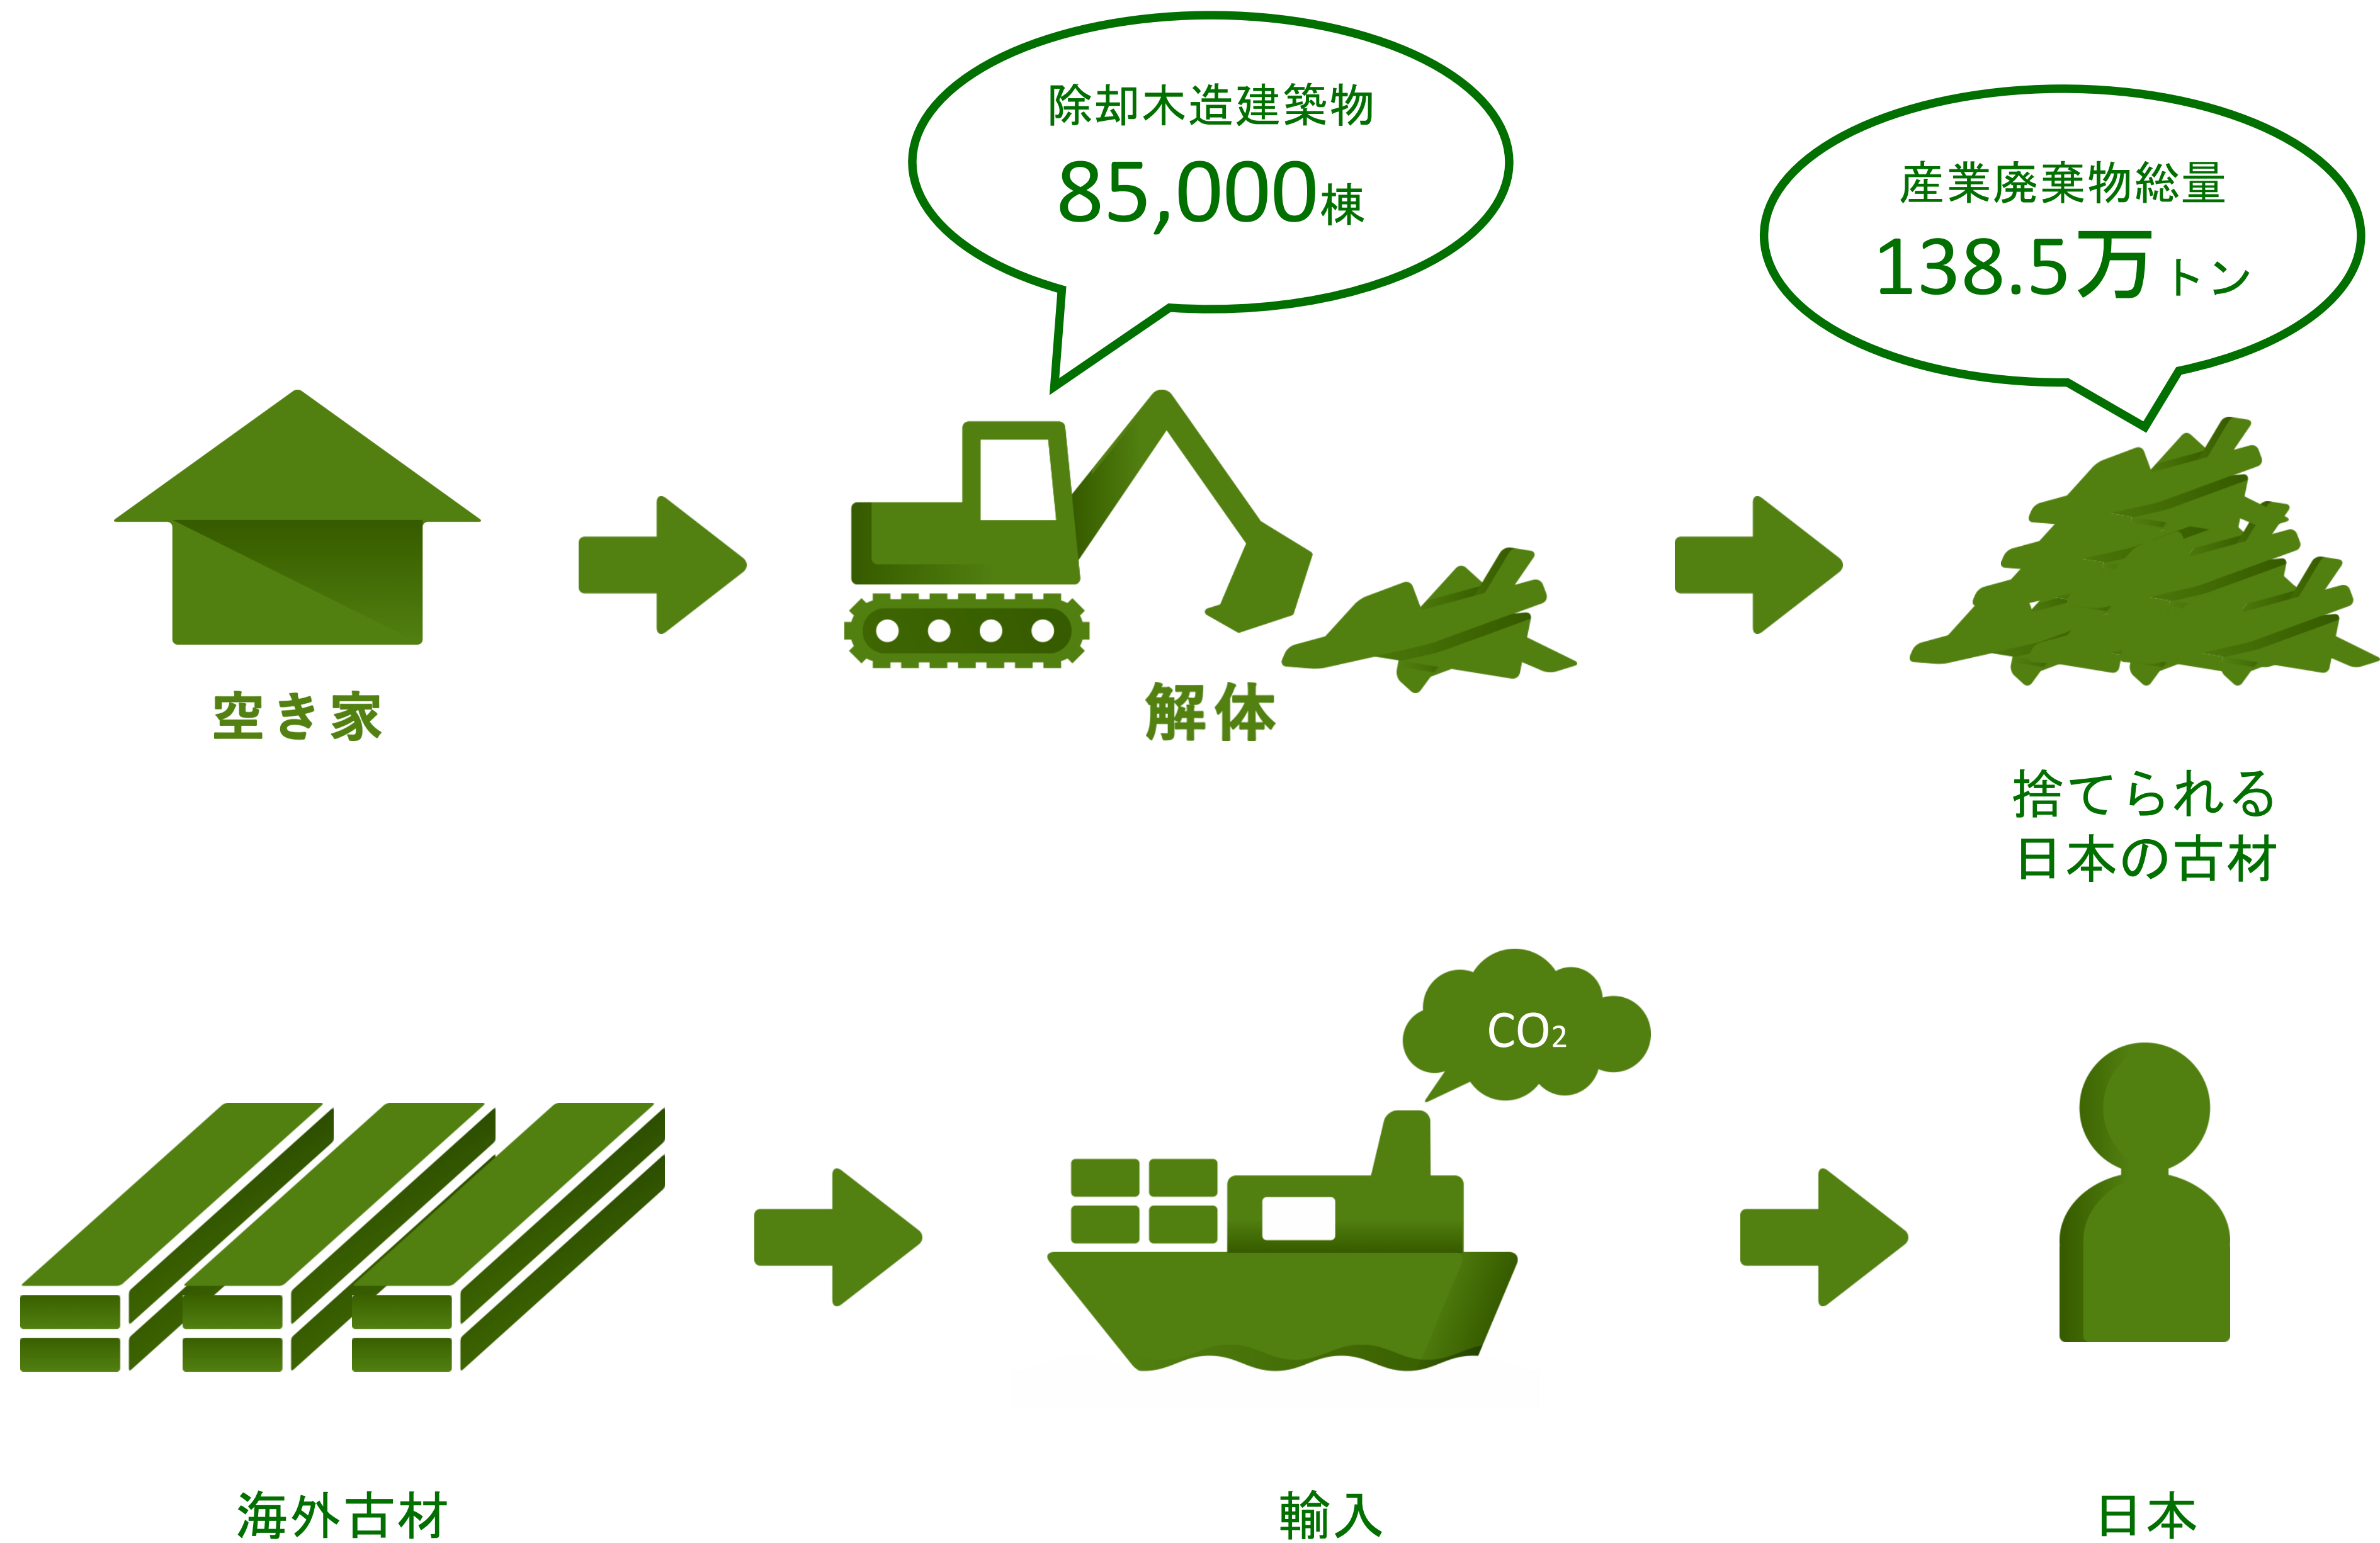 除却木造建築物
85,000棟
産業廃棄物総量
138.5万トン
空き家
解体
捨てられる
日本の古材
CO₂
海外古材
輸入
日本